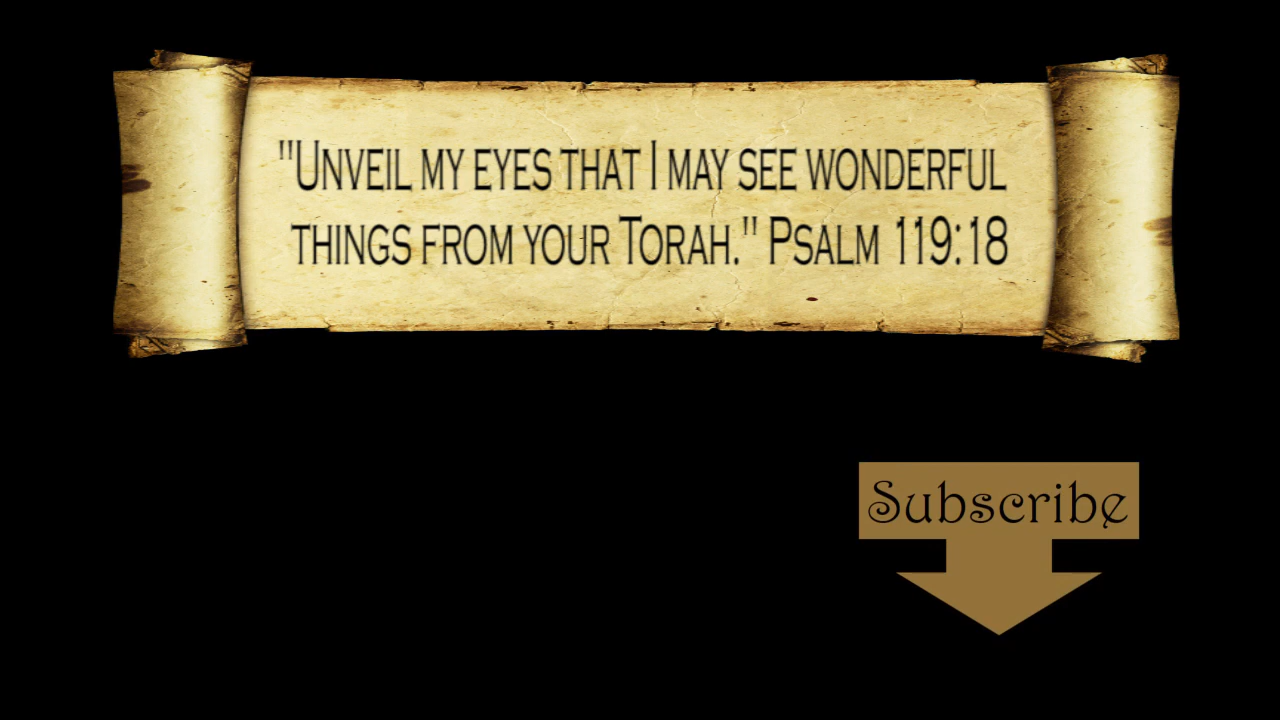 "Unveil my eyes that I may see wonderful
things from your Torah." Psalm 119:18
Subscribe